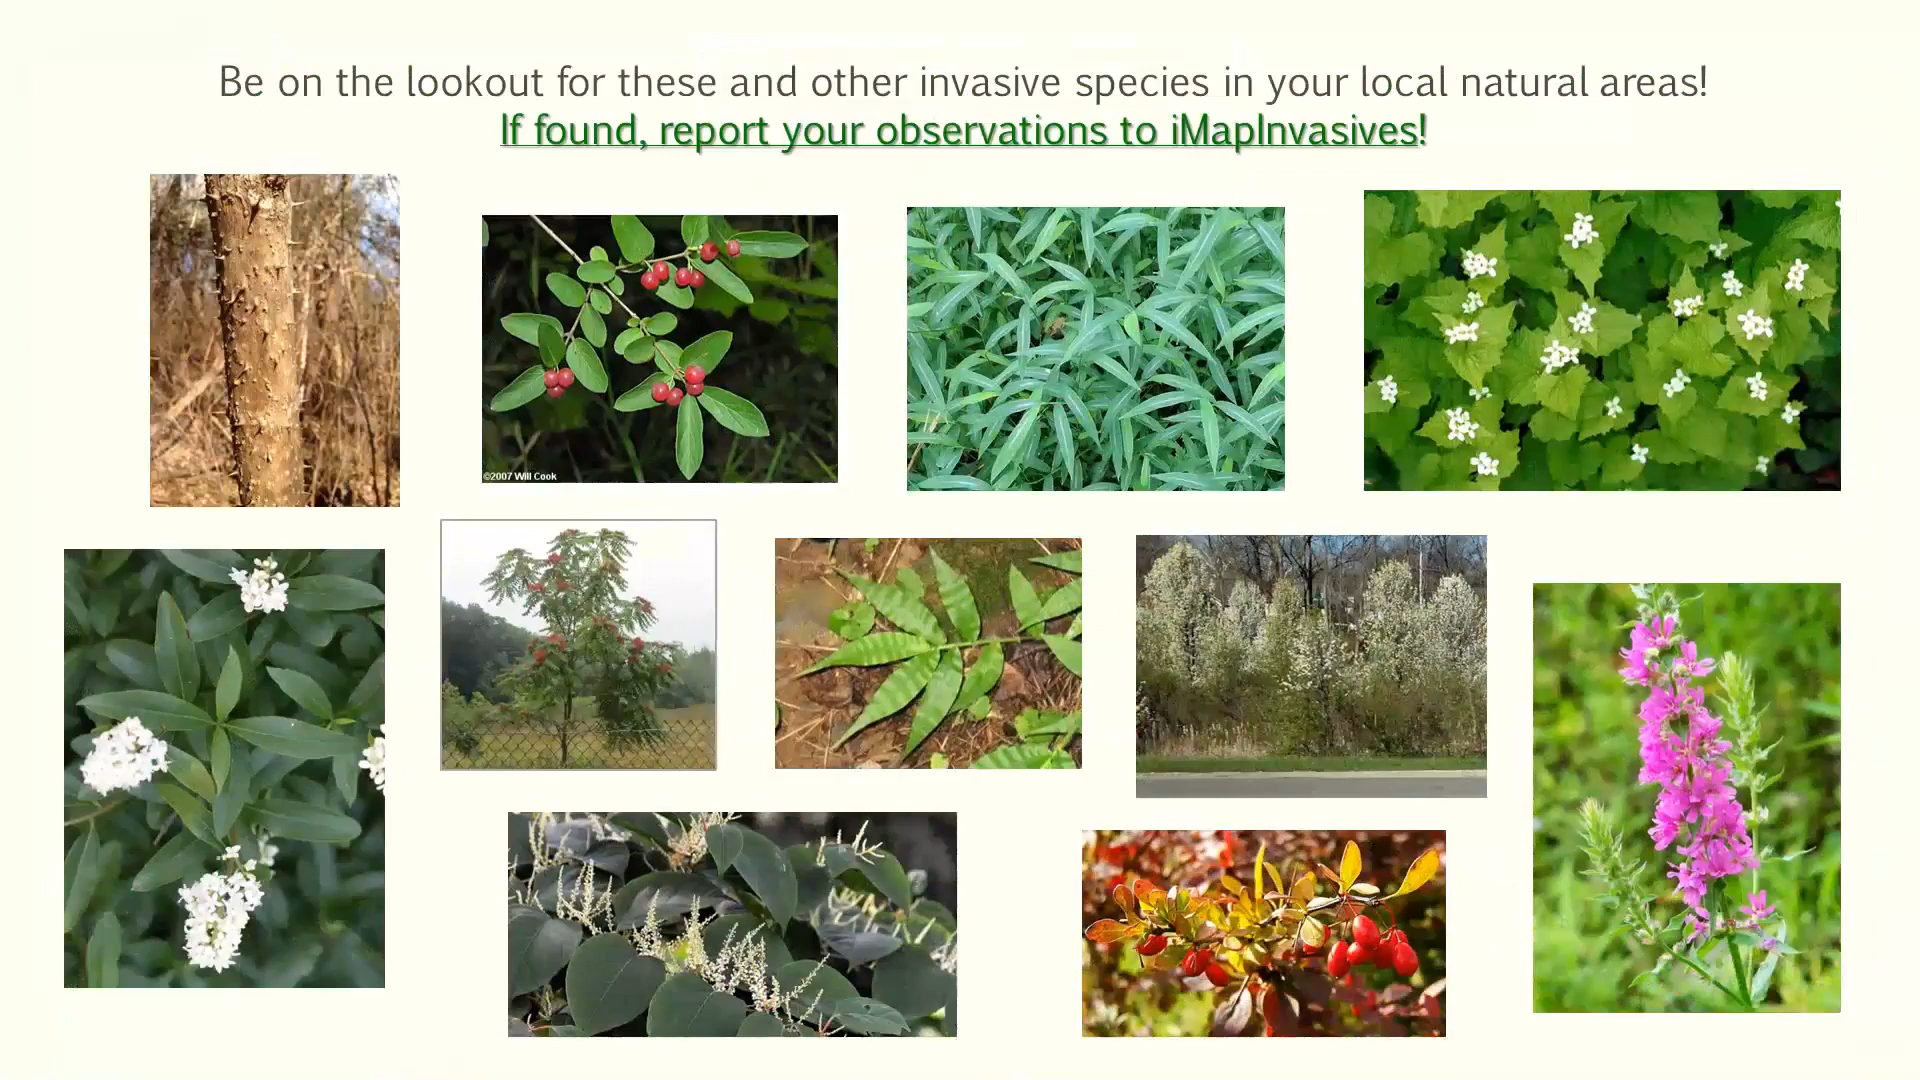 Be on the lookout for these and other invasive species in your local natural areas!
If found, report your observations to iMapInvasives!
©2007 Will Cook